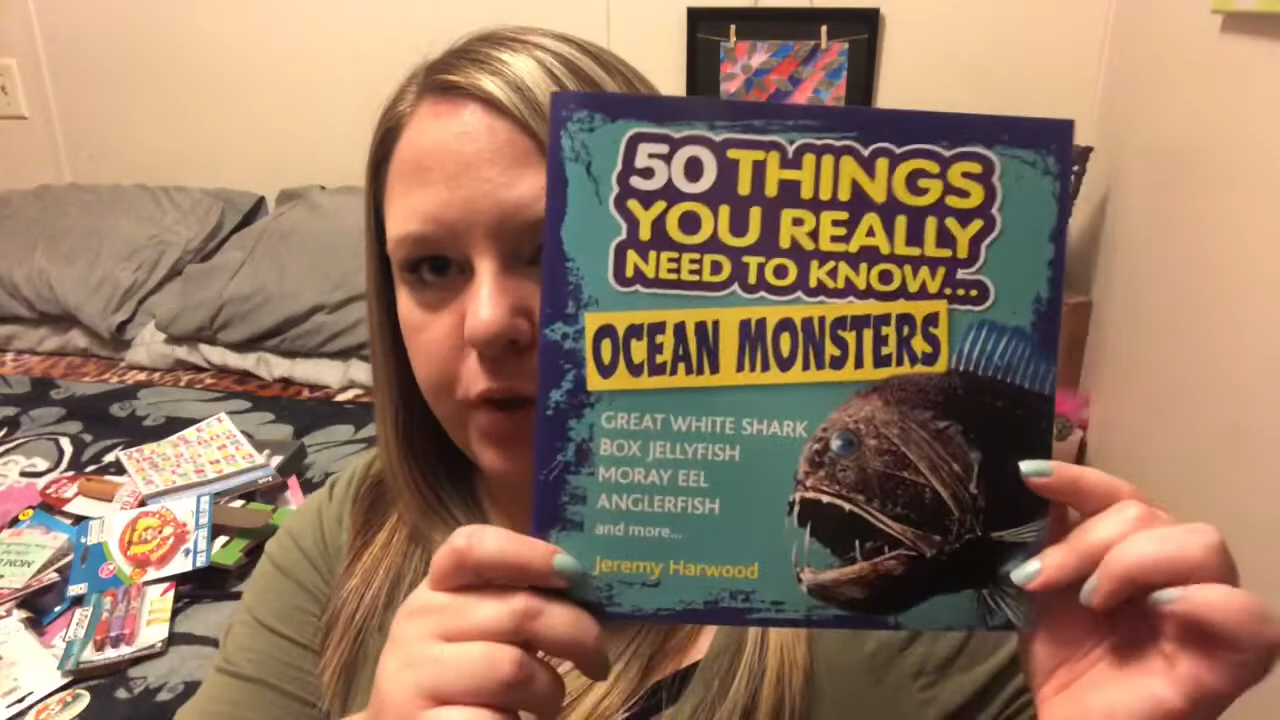 50 THINGS
YOU REALLY
NEED TO KNOW...
OCEAN MONSTERS
GREAT WHITE SHARK
BOX JELLYFISH
MORAY EEL
ANGLERFISH
and more...
Jeremy Harwood